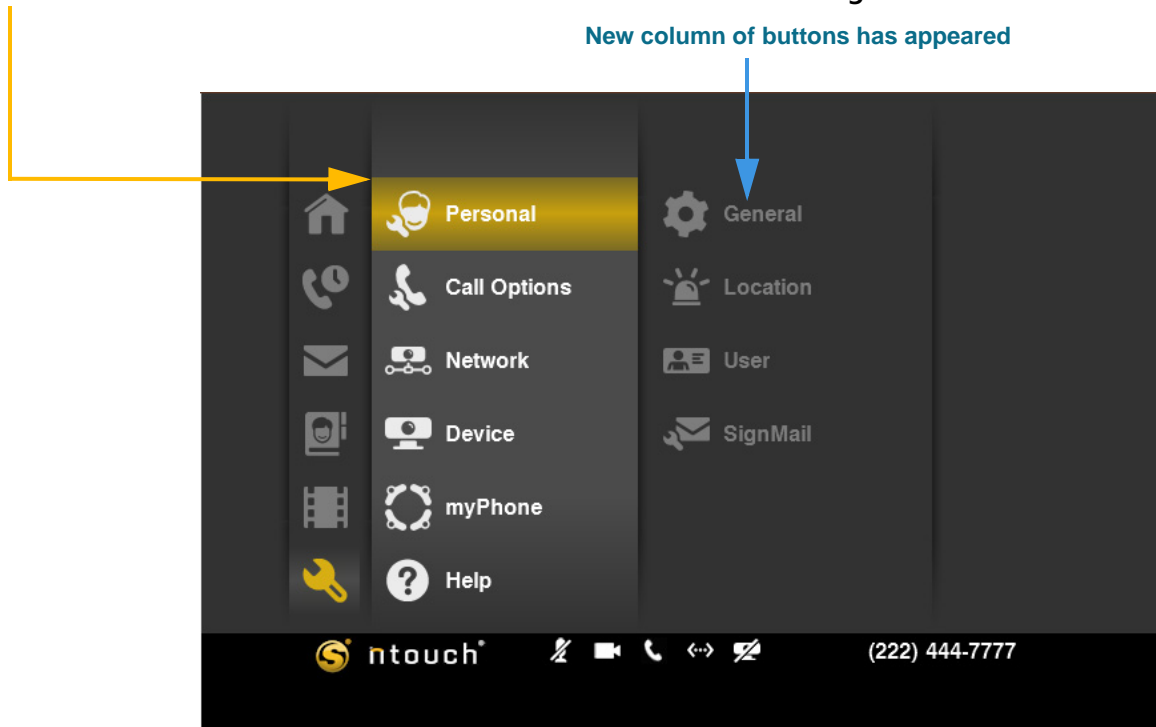 New column of buttons has appeared
Personal
General
Call Options
Location
Network
User
Device
SignMail
myPhone
Help
ntouch® (222) 444-7777